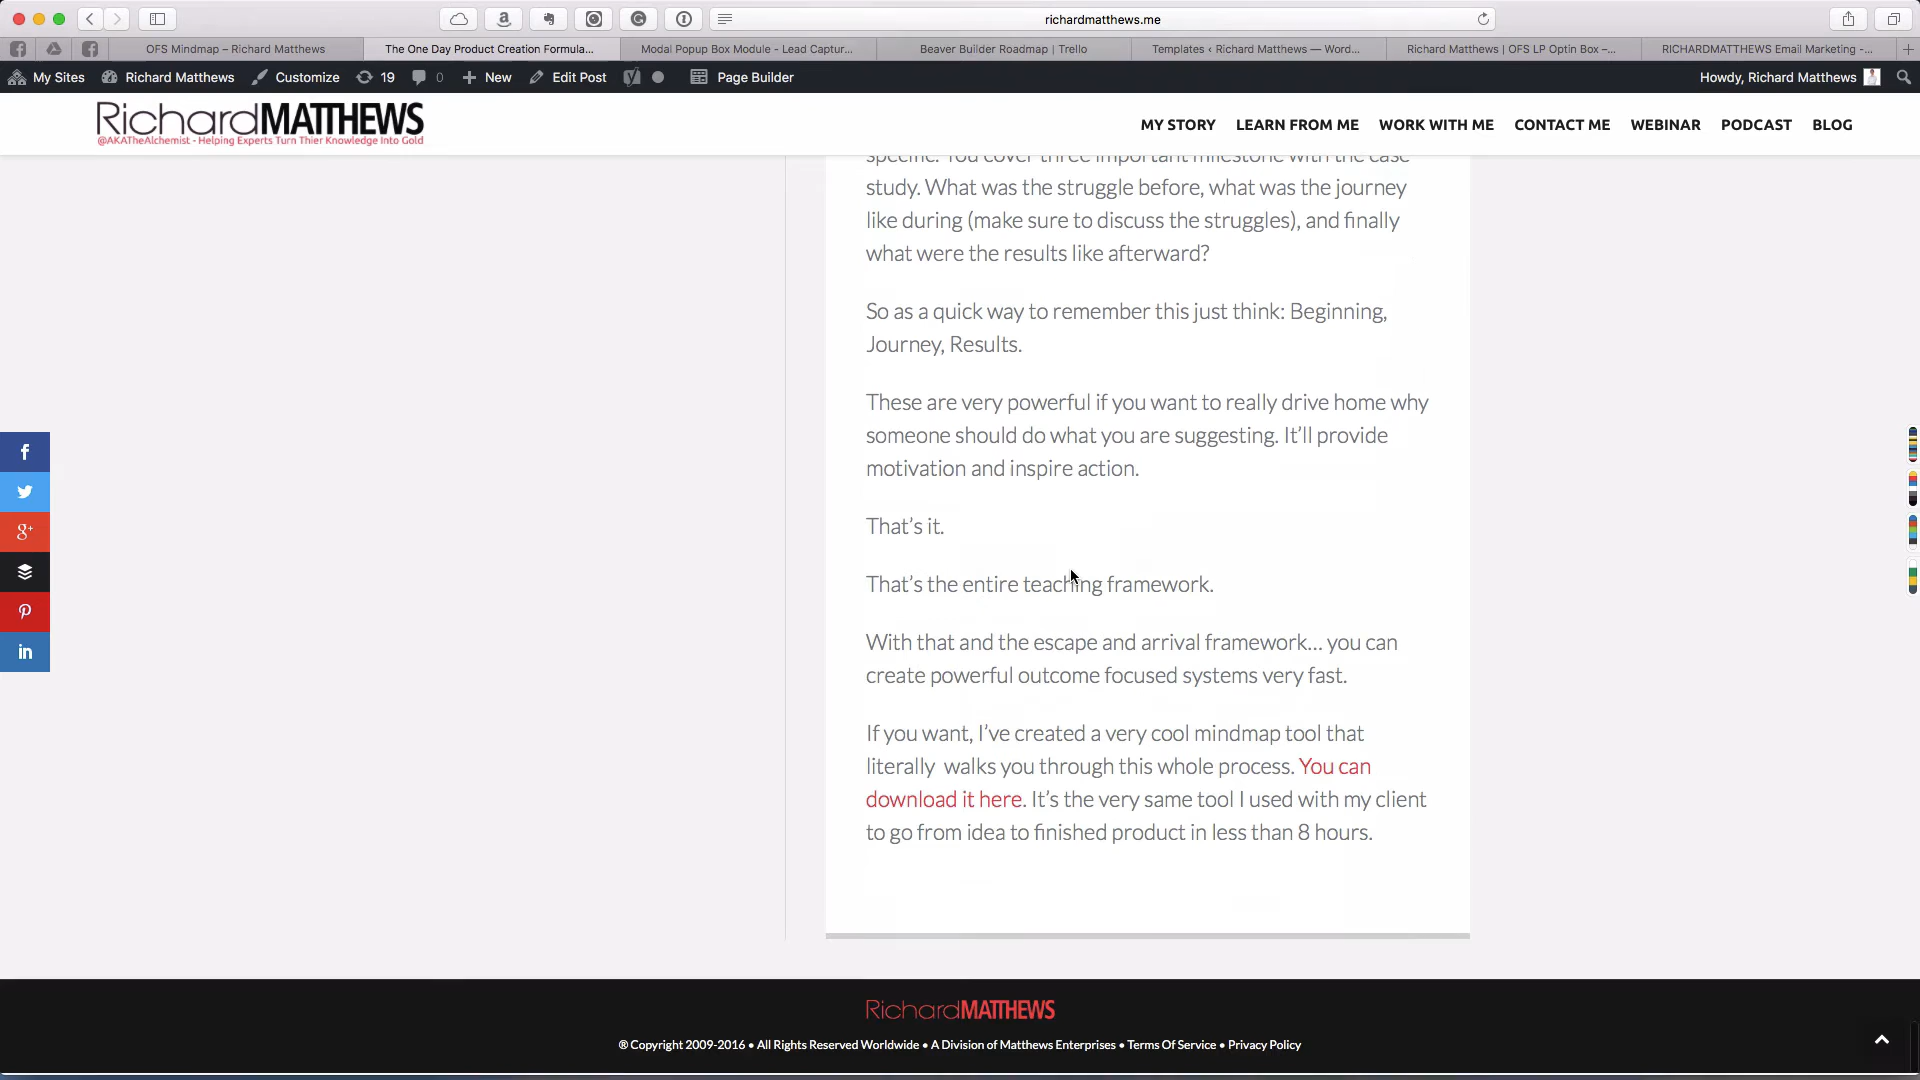 richardmatthews.me
OFS Mindmap – Richard Matthews
The One Day Product Creation Formula...
Modal Popup Box Module - Lead Captur...
Beaver Builder Roadmap | Trello
Templates ‹ Richard Matthews — Word...
Richard Matthews | OFS LP Optin Box –...
RICHARDMATTHEWS Email Marketing -...
My Sites
Richard Matthews
Customize
19
0
New
Edit Post
Page Builder
Howdy, Richard Matthews
RichardMATTHEWS
@AKATheAlchemist - Helping Experts Turn Thier Knowledge Into Gold
MY STORY
LEARN FROM ME
WORK WITH ME
CONTACT ME
WEBINAR
PODCAST
BLOG
specific. You cover three important milestone with the case
study. What was the struggle before, what was the journey
like during (make sure to discuss the struggles), and finally
what were the results like afterward?
So as a quick way to remember this just think: Beginning,
Journey, Results.
These are very powerful if you want to really drive home why
someone should do what you are suggesting. It’ll provide
motivation and inspire action.
That’s it.
That’s the entire teaching framework.
With that and the escape and arrival framework… you can
create powerful outcome focused systems very fast.
If you want, I’ve created a very cool mindmap tool that
literally  walks you through this whole process. You can
download it here. It’s the very same tool I used with my client
to go from idea to finished product in less than 8 hours.
RichardMATTHEWS
® Copyright 2009-2016 • All Rights Reserved Worldwide • A Division of Matthews Enterprises • Terms Of Service • Privacy Policy